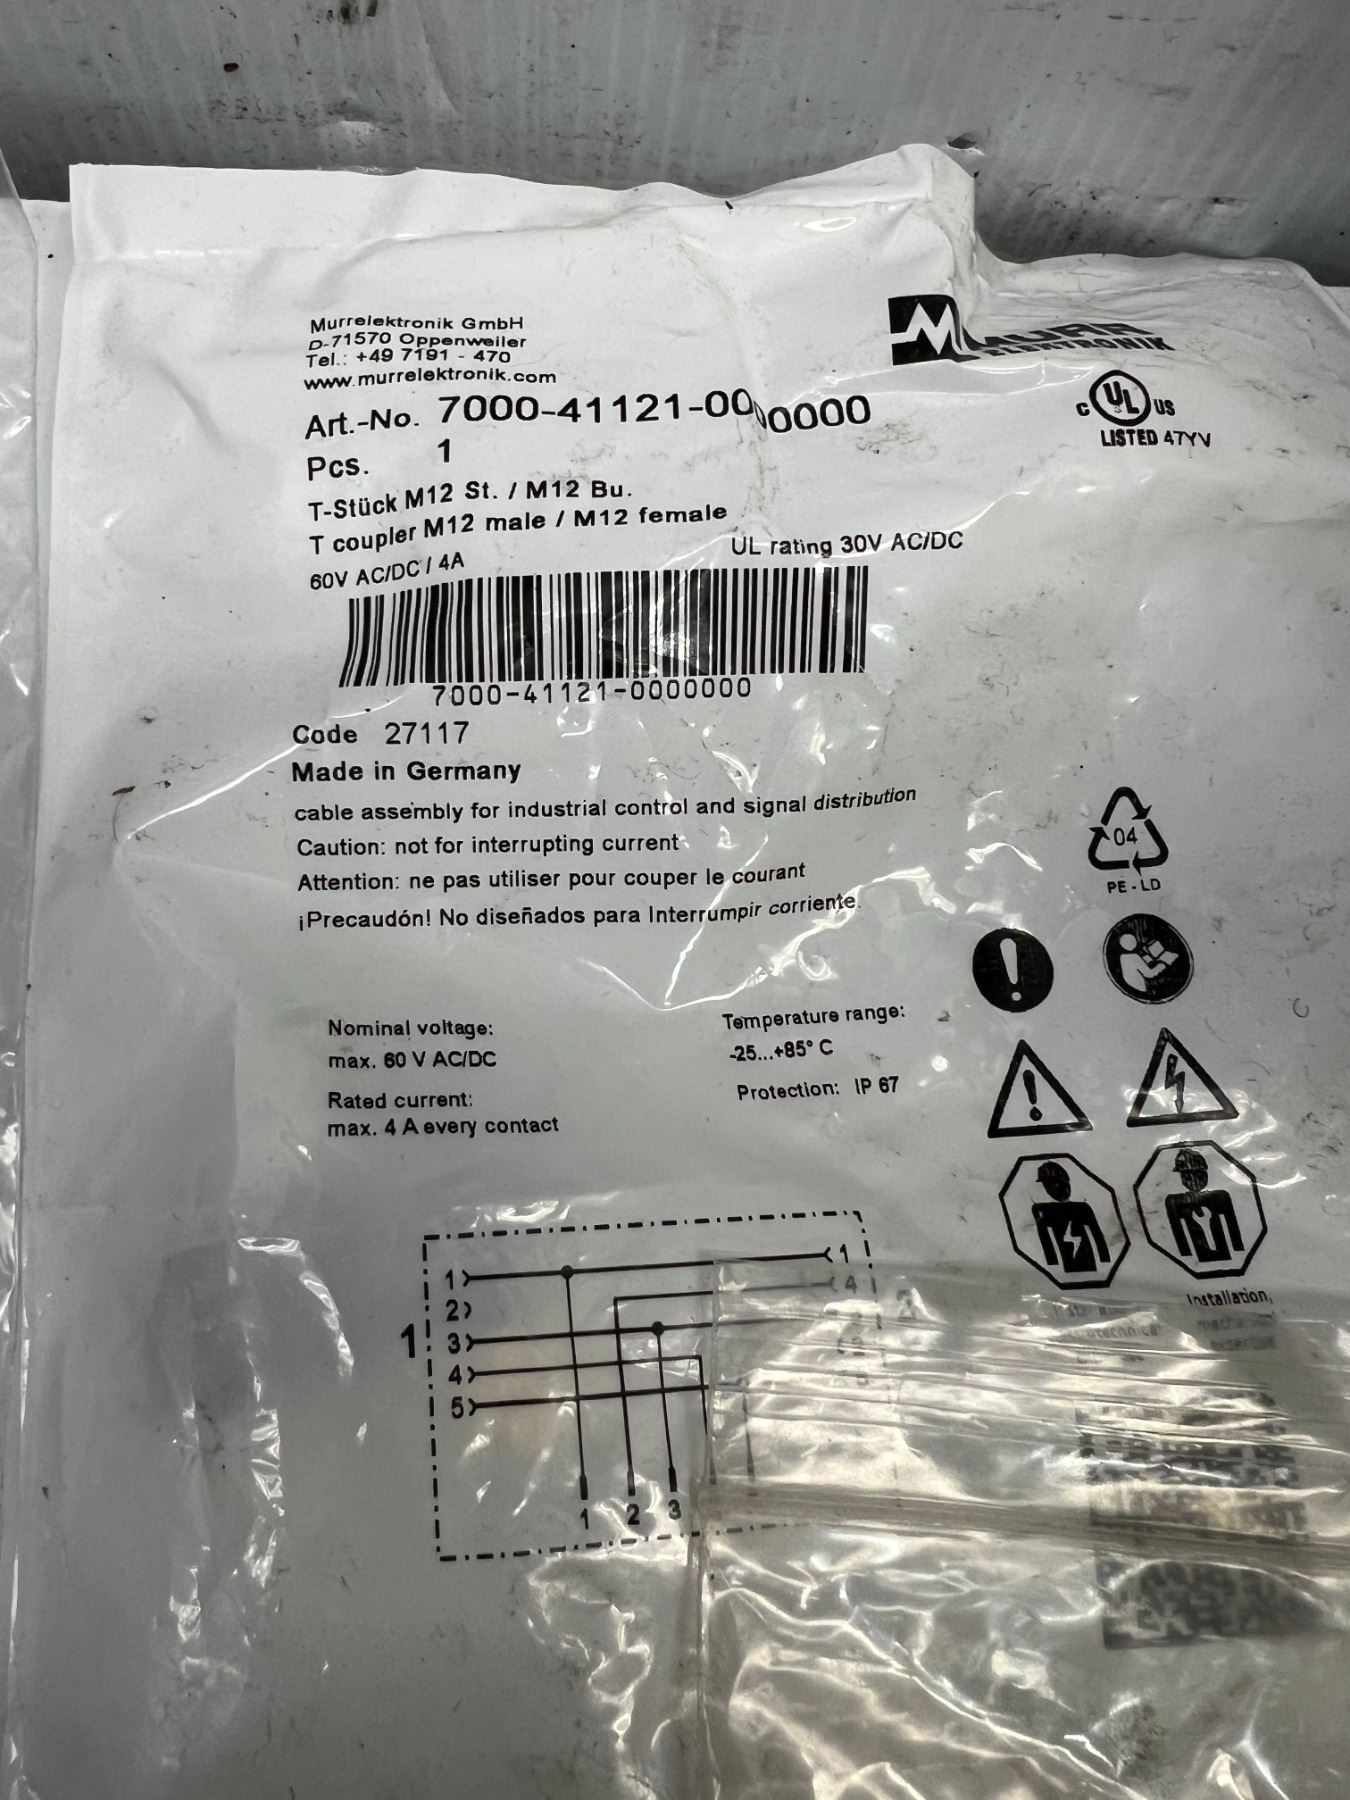 Murrelektronik GmbH
D-71570 Oppenweiler
Tel.: +49 7191 - 470
www.murrelektronik.com
MURR
ELEKTRONIK
Art.-No. 7000-41121-0000000
C UL US
LISTED 47YV
Pcs. 1
T-Stück M12 St. / M12 Bu.
T coupler M12 male / M12 female
60V AC/DC / 4A UL rating 30V AC/DC
7000-41121-0000000
Code 27117
Made in Germany
cable assembly for industrial control and signal distribution
Caution: not for interrupting current
Attention: ne pas utiliser pour couper le courant
¡Precaudón! No diseñados para Interrumpir corriente.
04
PE-LD
Nominal voltage:
max. 60 V AC/DC
Rated current:
max. 4 A every contact
Temperature range:
-25...+85° C
Protection: IP 67
1
1
2
3
4
5
1
4
1 2 3
Installation,